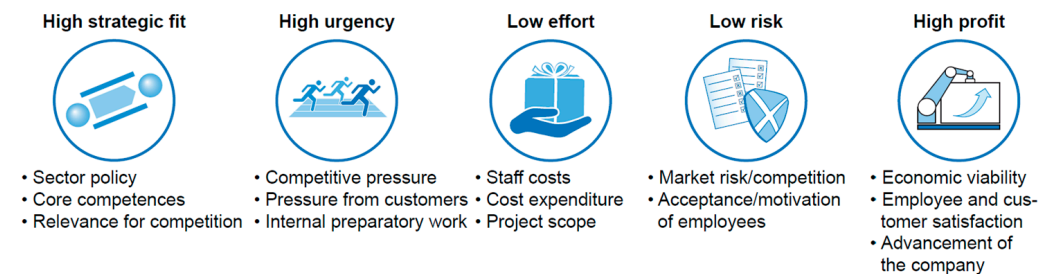 High strategic fit
• Sector policy
• Core competences
• Relevance for competition
High urgency
• Competitive pressure
• Pressure from customers
• Internal preparatory work
Low effort
• Staff costs
• Cost expenditure
• Project scope
Low risk
• Market risk/competition
• Acceptance/motivation
of employees
High profit
• Economic viability
• Employee and cus-
tomer satisfaction
• Advancement of
the company